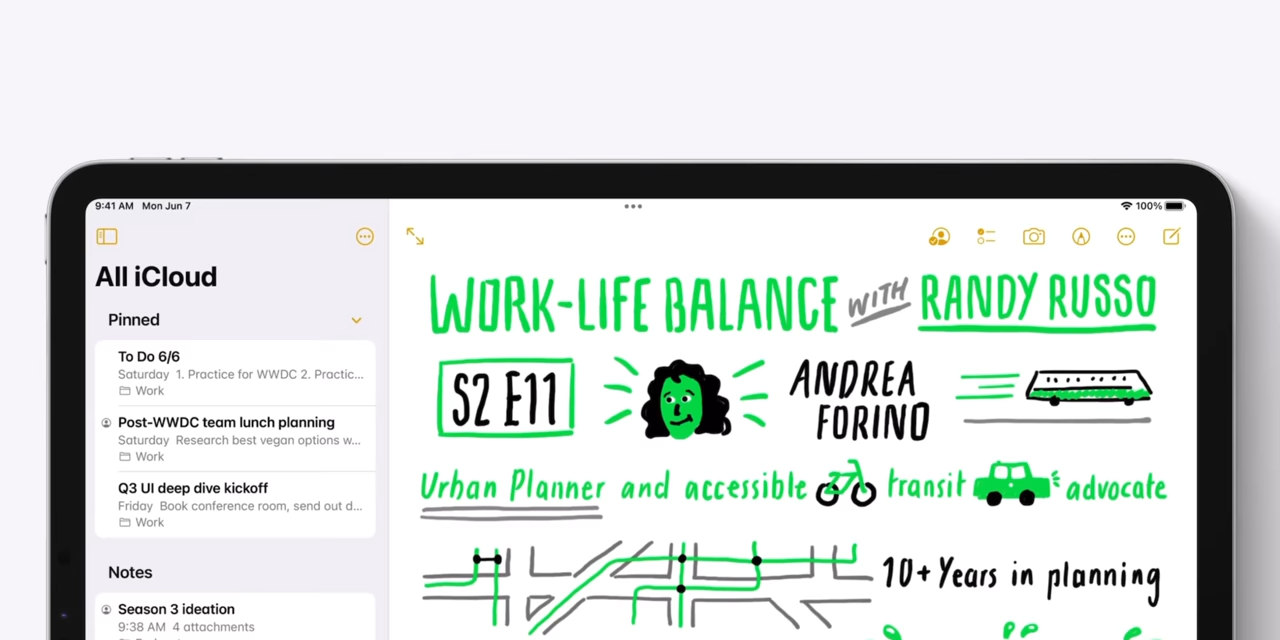 9:41 AM Mon Jun 7
100%
All iCloud
Pinned
To Do 6/6
Saturday 1. Practice for WWDC 2. Practic...
Work
Post-WWDC team lunch planning
Saturday Research best vegan options w...
Work
Q3 UI deep dive kickoff
Friday Book conference room, send out d...
Work
Notes
Season 3 ideation
9:38 AM 4 attachments
WORK-LIFE BALANCE WITH RANDY RUSSO
S2 E11
ANDREA
FORINO
Urban Planner and accessible transit advocate
10+ Years in planning